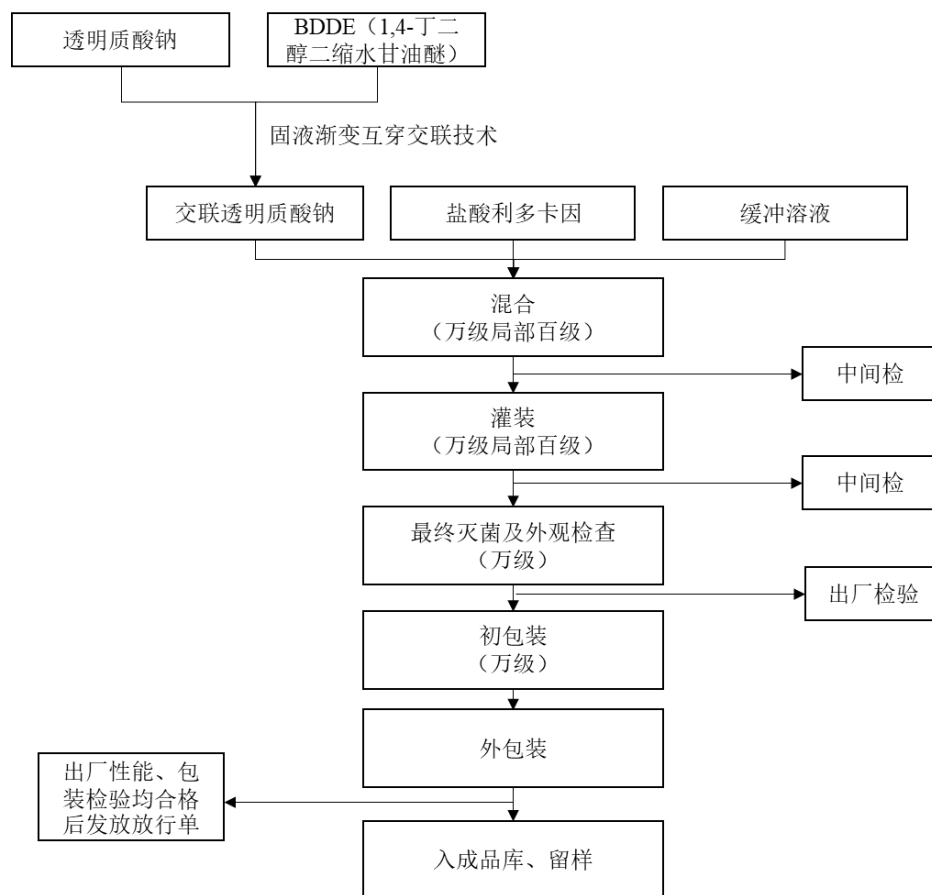 透明质酸钠
BDDE（1,4-丁二
醇二缩水甘油醚）
固液渐变互穿交联技术
交联透明质酸钠
盐酸利多卡因
缓冲溶液
混合
（万级局部百级）
中间检
灌装
（万级局部百级）
中间检
最终灭菌及外观检查
（万级）
出厂检验
初包装
（万级）
外包装
出厂性能、包
装检验均合格
后发放放行单
入成品库、留样